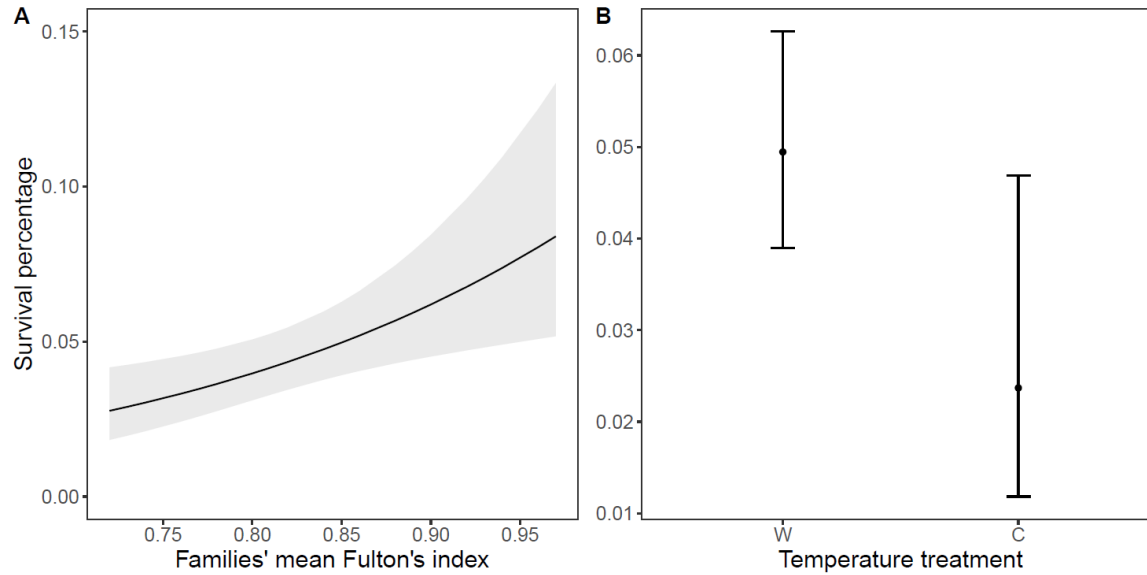 A
Survival percentage
0.15
0.10
0.05
0.00
0.75 0.80 0.85 0.90 0.95
Families' mean Fulton's index
B
0.06
0.05
0.04
0.03
0.02
0.01
W C
Temperature treatment